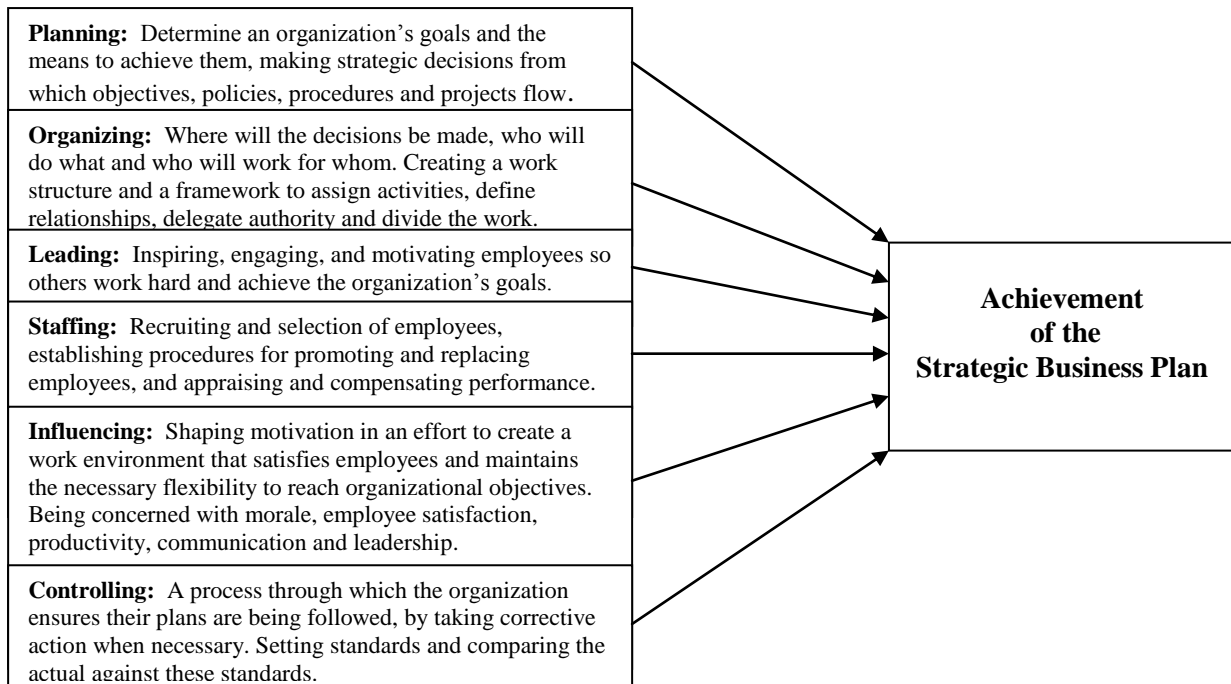 Planning: Determine an organization’s goals and the
means to achieve them, making strategic decisions from
which objectives, policies, procedures and projects flow.
Organizing: Where will the decisions be made, who will
do what and who will work for whom. Creating a work
structure and a framework to assign activities, define
relationships, delegate authority and divide the work.
Leading: Inspiring, engaging, and motivating employees so
others work hard and achieve the organization’s goals.
Staffing: Recruiting and selection of employees,
establishing procedures for promoting and replacing
employees, and appraising and compensating performance.
Influencing: Shaping motivation in an effort to create a
work environment that satisfies employees and maintains
the necessary flexibility to reach organizational objectives.
Being concerned with morale, employee satisfaction,
productivity, communication and leadership.
Controlling: A process through which the organization
ensures their plans are being followed, by taking corrective
action when necessary. Setting standards and comparing the
actual against these standards.
Achievement
of the
Strategic Business Plan